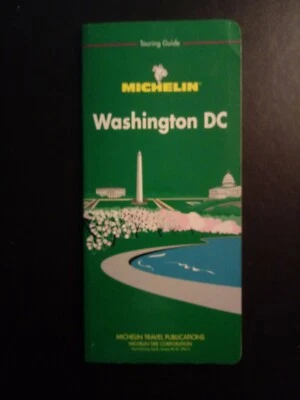 Touring Guide
MICHELIN
Washington DC
MICHELIN TRAVEL PUBLICATIONS
MICHELIN TIRE CORPORATION